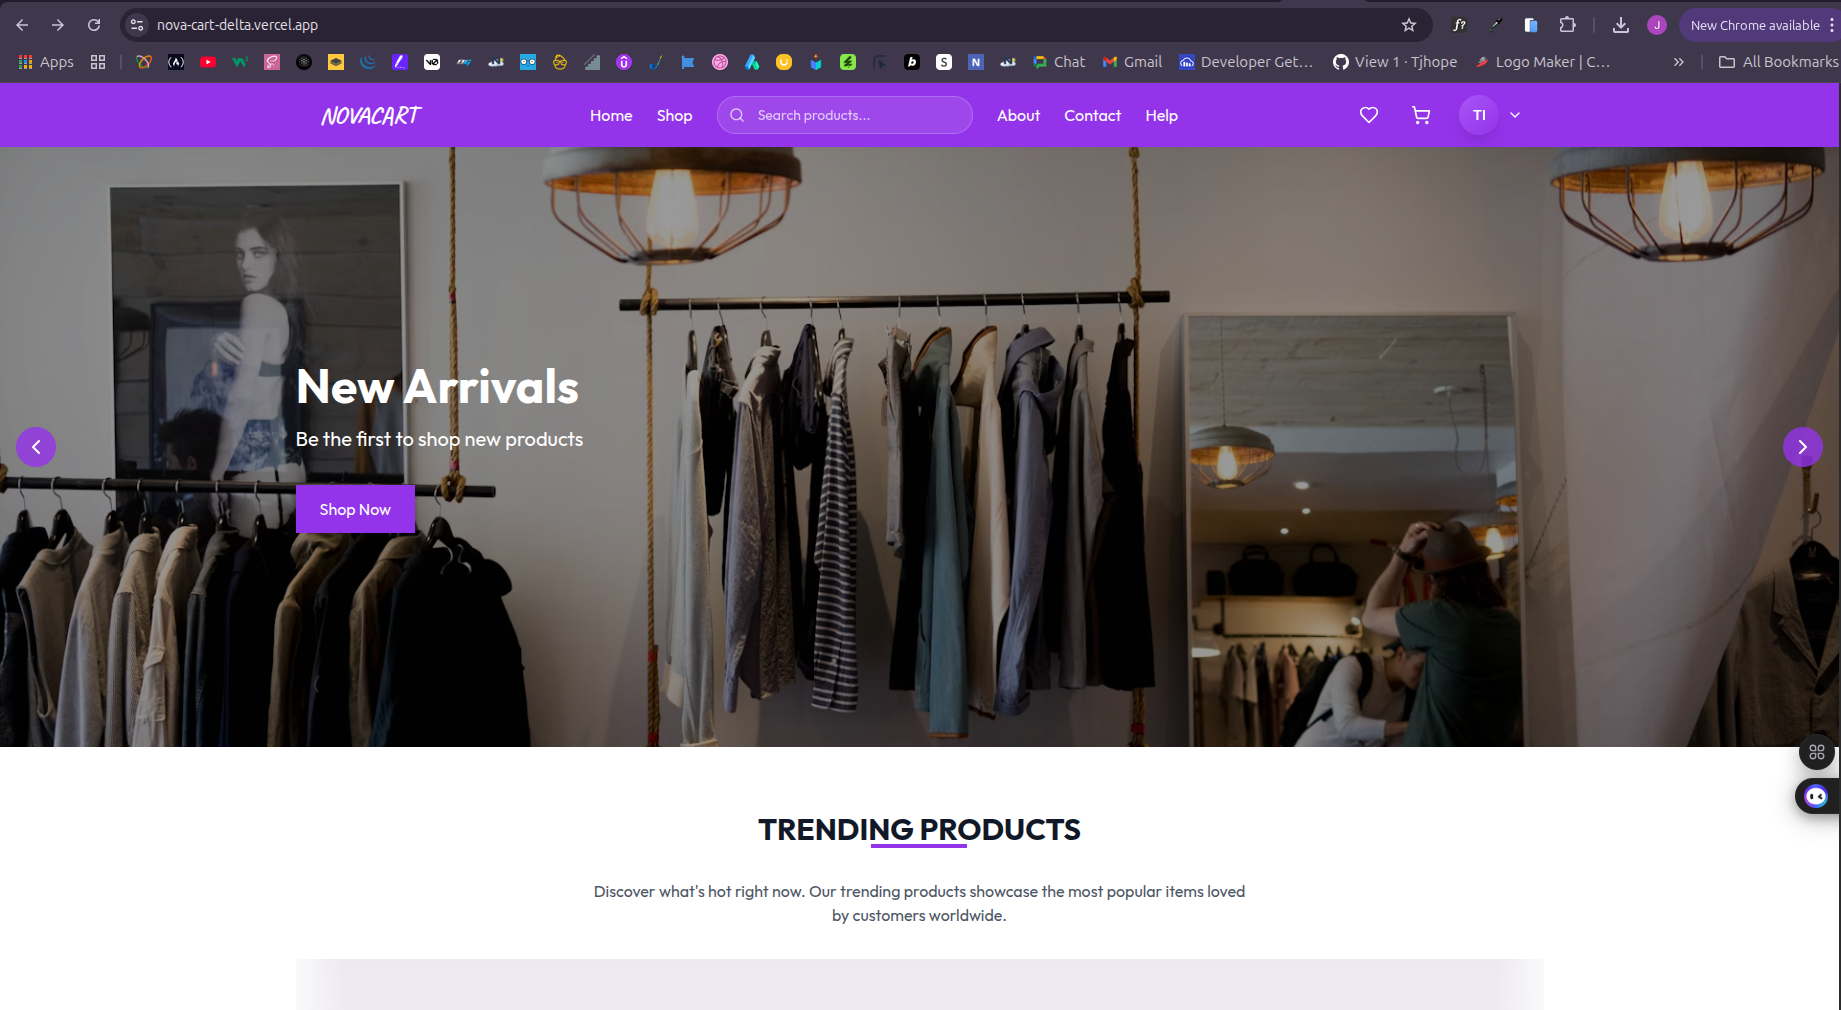 nova-cart-delta.vercel.app
New Chrome available
J
Apps
Chat
Gmail
Developer Get...
View 1 · Tjhope
Logo Maker | C...
All Bookmarks
NOVACART
Home
Shop
Search products...
About
Contact
Help
TI
New Arrivals
Be the first to shop new products
Shop Now
TRENDING PRODUCTS
Discover what's hot right now. Our trending products showcase the most popular items loved
by customers worldwide.